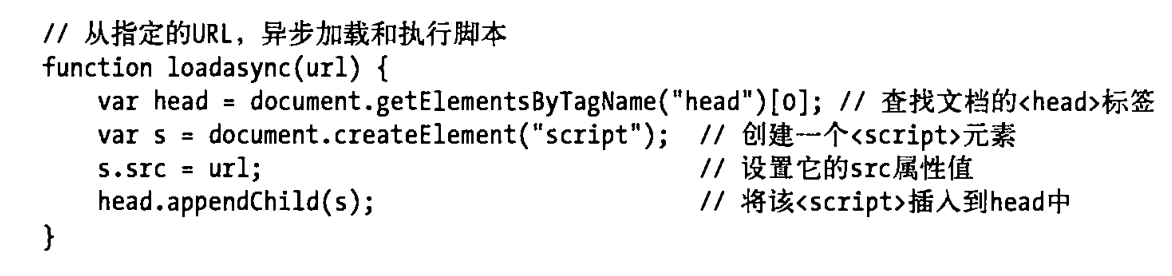 // 从指定的URL，异步加载和执行脚本
function loadasync(url) {
    var head = document.getElementsByTagName("head")[0]; // 查找文档的<head>标签
    var s = document.createElement("script");  // 创建一个<script>元素
    s.src = url;                               // 设置它的src属性值
    head.appendChild(s);                       // 将该<script>插入到head中
}